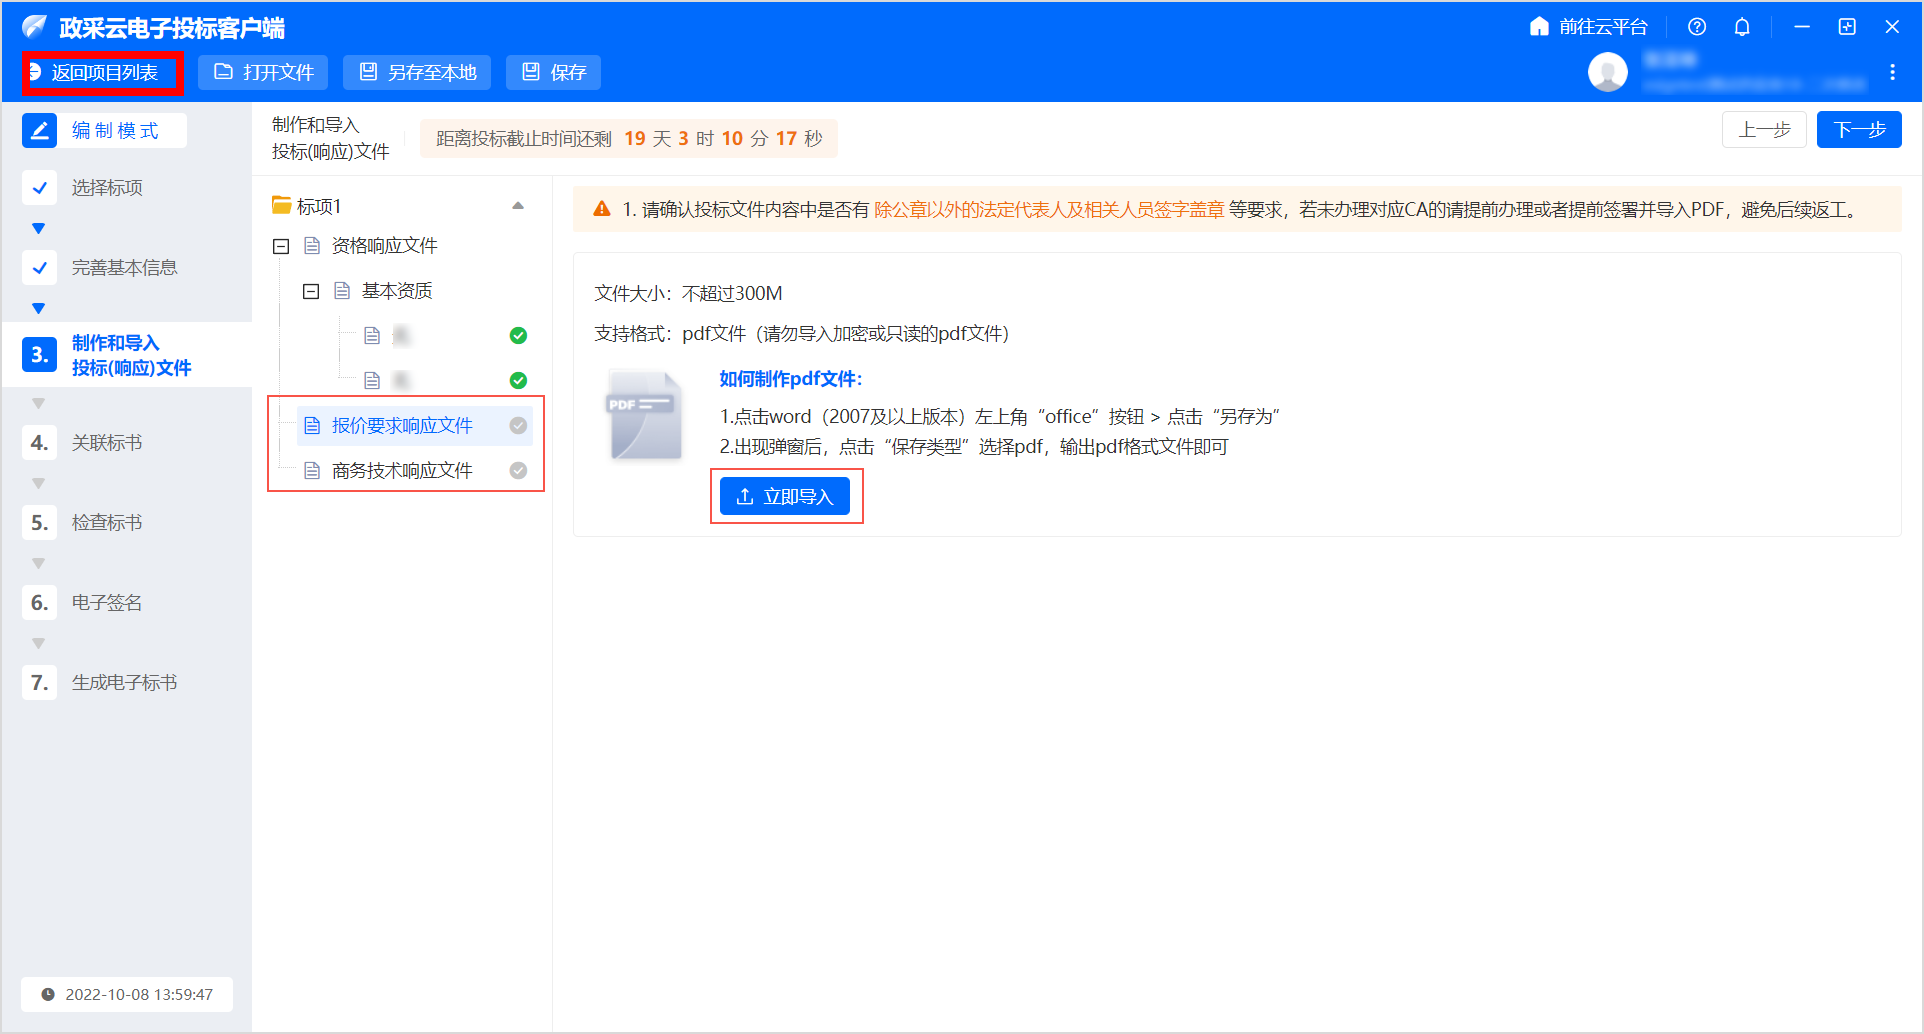 政采云电子投标客户端
前往云平台
返回项目列表
打开文件
另存至本地
保存
编制模式
选择标项
完善基本信息
3.
制作和导入
投标(响应)文件
4.
关联标书
5.
检查标书
6.
电子签名
7.
生成电子标书
2022-10-08 13:59:47
制作和导入
投标(响应)文件
距离投标截止时间还剩 19 天 3 时 10 分 17 秒
上一步
下一步
标项1
资格响应文件
基本资质
报价要求响应文件
商务技术响应文件
1. 请确认投标文件内容中是否有 除公章以外的法定代表人及相关人员签字盖章 等要求，若未办理对应CA的请提前办理或者提前签署并导入PDF，避免后续返工。
文件大小：不超过300M
支持格式：pdf文件（请勿导入加密或只读的pdf文件）
PDF
如何制作pdf文件：
1.点击word（2007及以上版本）左上角“office”按钮 > 点击“另存为”
2.出现弹窗后，点击“保存类型”选择pdf，输出pdf格式文件即可
立即导入